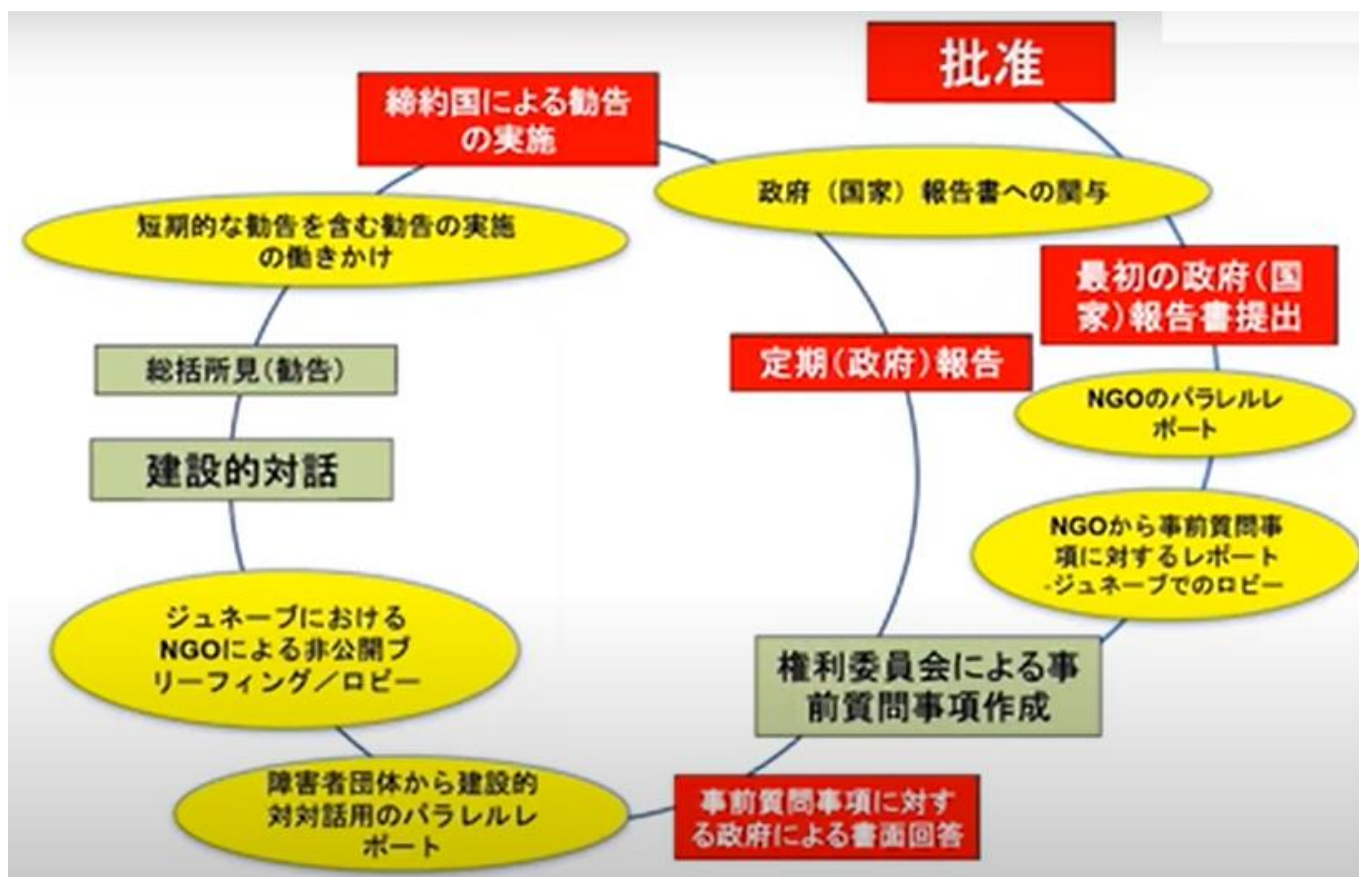 批准
締約国による勧告
の実施
政府（国家）報告書への関与
短期的な勧告を含む勧告の実施
の働きかけ
最初の政府（国
家）報告書提出
総括所見（勧告）
定期（政府）報告
NGOのパラレルレ
ポート
建設的対話
NGOから事前質問事
項に対するレポート
-ジュネーブでのロビー
ジュネーブにおける
NGOによる非公開ブ
リーフィング／ロビー
権利委員会による事
前質問事項作成
障害者団体から建設的
対対話用のパラレルレ
ポート
事前質問事項に対す
る政府による書面回答